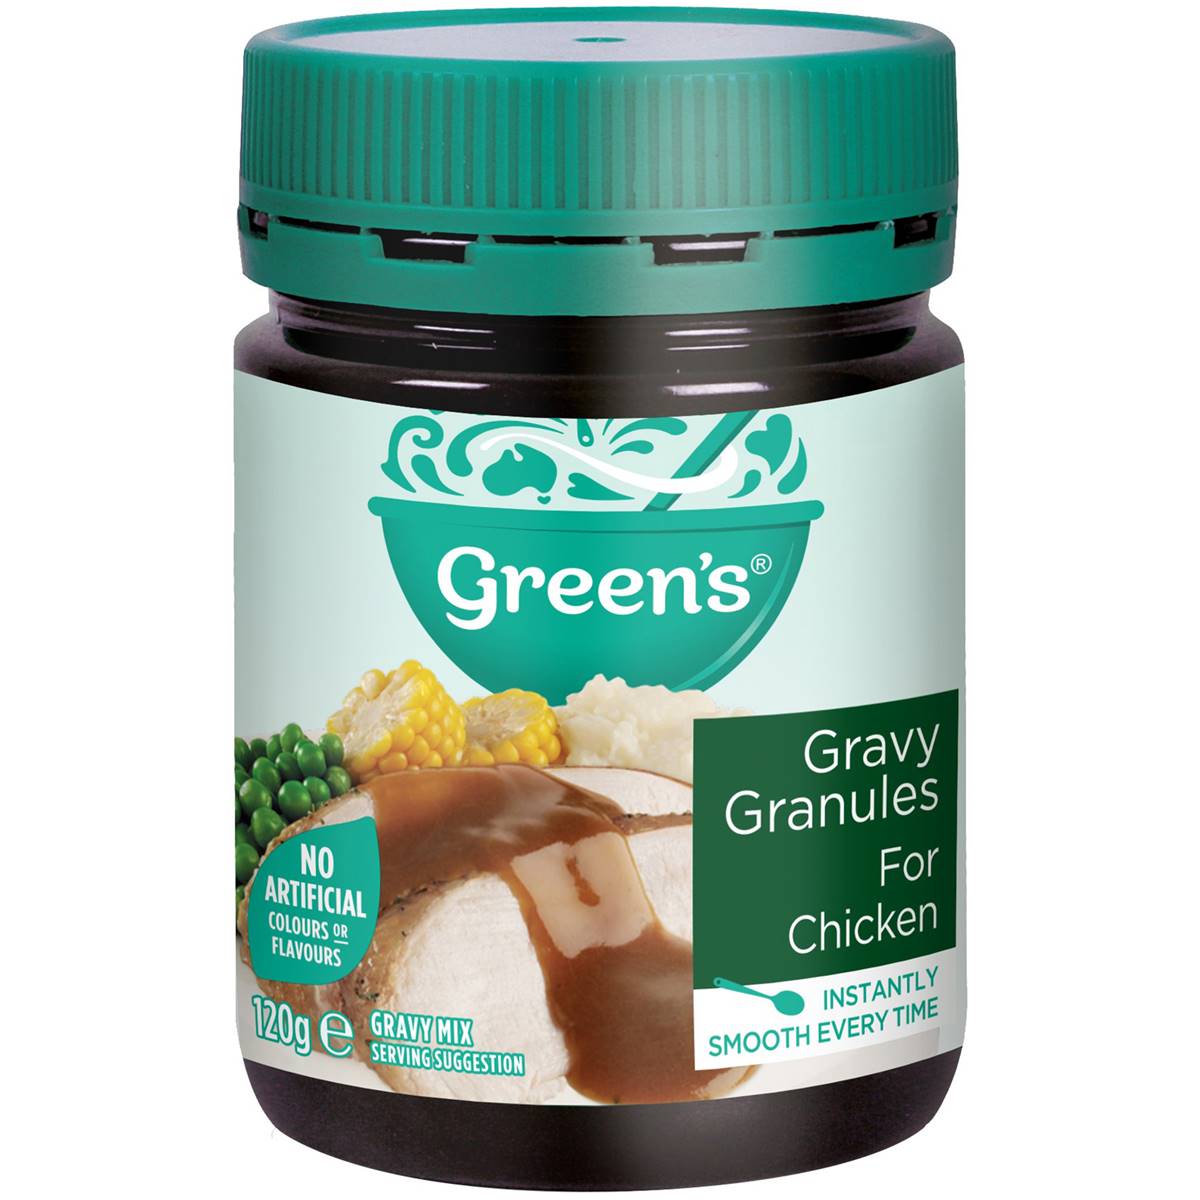 Green's®
Gravy
Granules
For
Chicken
INSTANTLY
SMOOTH EVERY TIME
NO
ARTIFICIAL
COLOURS OR
FLAVOURS
120g e
GRAVY MIX
SERVING SUGGESTION